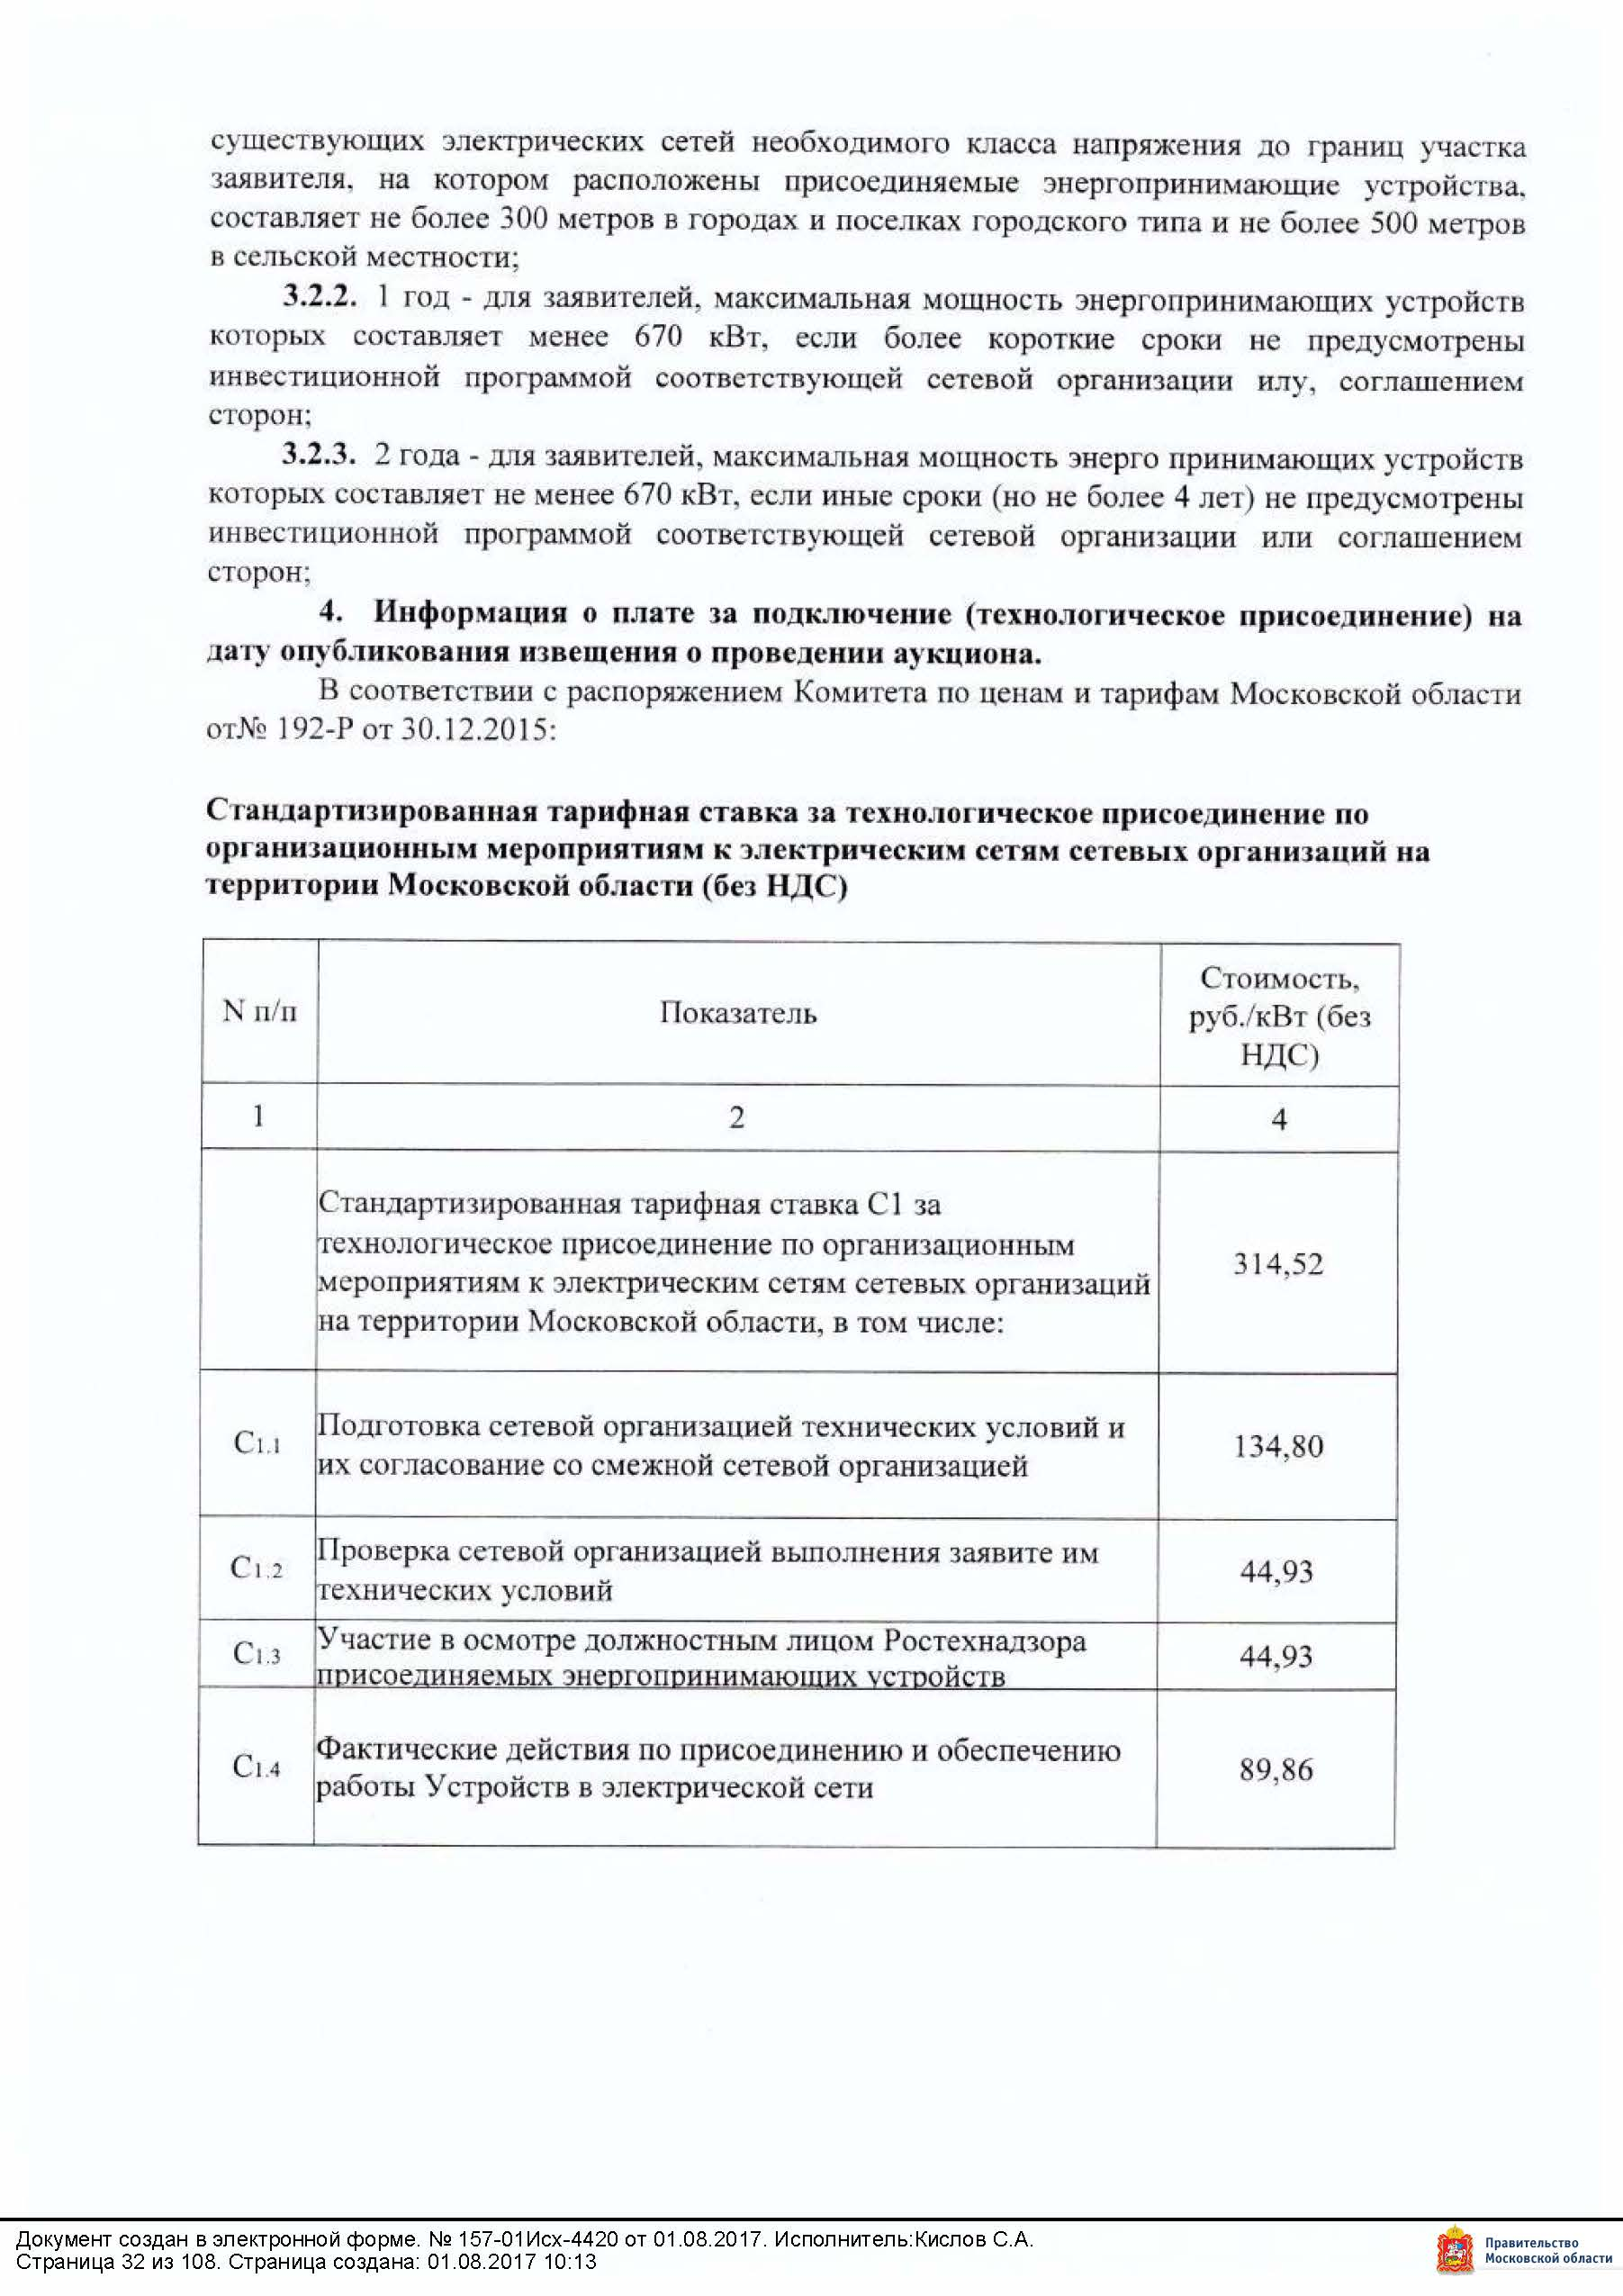 существующих электрических сетей необходимого класса напряжения до границ участка
заявителя, на котором расположены присоединяемые энергопринимающие устройства,
составляет не более 300 метров в городах и поселках городского типа и не более 500 метров
в сельской местности;
3.2.2. 1 год - для заявителей, максимальная мощность энергопринимающих устройств
которых составляет менее 670 кВт, если более короткие сроки не предусмотрены
инвестиционной программой соответствующей сетевой организации илу, соглашением
сторон;
3.2.3. 2 года - для заявителей, максимальная мощность энерго принимающих устройств
которых составляет не менее 670 кВт, если иные сроки (но не более 4 лет) не предусмотрены
инвестиционной программой соответствующей сетевой организации или соглашением
сторон;
4. Информация о плате за подключение (технологическое присоединение) на
дату опубликования извещения о проведении аукциона.
В соответствии с распоряжением Комитета по ценам и тарифам Московской области
от№ 192-Р от 30.12.2015:
Стандартизированная тарифная ставка за технологическое присоединение по
организационным мероприятиям к электрическим сетям сетевых организаций на
территории Московской области (без НДС)
N п/п
Показатель
Стоимость,
руб./кВт (без
НДС)
1
2
4
Стандартизированная тарифная ставка С1 за
технологическое присоединение по организационным
мероприятиям к электрическим сетям сетевых организаций
на территории Московской области, в том числе:
314,52
С1.1
Подготовка сетевой организацией технических условий и
их согласование со смежной сетевой организацией
134,80
С1.2
Проверка сетевой организацией выполнения заявите им
технических условий
44,93
С1.3
Участие в осмотре должностным лицом Ростехнадзора
присоединяемых энергопринимающих устройств
44,93
С1.4
Фактические действия по присоединению и обеспечению
работы Устройств в электрической сети
89,86
Документ создан в электронной форме. № 157-01Исх-4420 от 01.08.2017. Исполнитель:Кислов С.А.
Страница 32 из 108. Страница создана: 01.08.2017 10:13
Правительство
Московской области